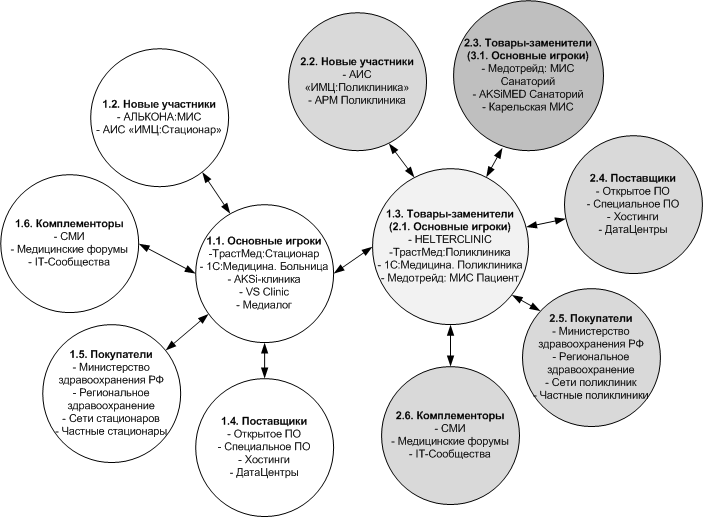 2.3. Товары-заменители
(3.1. Основные игроки)
- Медотрейд: МИС
Санаторий
- AKSiMED Санаторий
- Карельская МИС
2.2. Новые участники
- АИС
«ИМЦ:Поликлиника»
- АРМ Поликлиника
1.2. Новые участники
- АЛЬКОНА:МИС
- АИС «ИМЦ:Стационар»
2.4. Поставщики
- Открытое ПО
- Специальное ПО
- Хостинги
- ДатаЦентры
1.6. Комплементоры
- СМИ
- Медицинские форумы
- IT-Сообщества
1.1. Основные игроки
-ТрастМед:Стационар
- 1С:Медицина. Больница
- AKSi-клиника
- VS Clinic
- Медиалог
1.3. Товары-заменители
(2.1. Основные игроки)
- HELTERCLINIC
-ТрастМед:Поликлиника
- 1С:Медицина. Поликлиника
- Медотрейд: МИС Пациент
2.5. Покупатели
- Министерство
здравоохранения РФ
- Региональное
здравоохранение
- Сети поликлиник
- Частные поликлиники
1.5. Покупатели
- Министерство
здравоохранения РФ
- Региональное
здравоохранение
- Сети стационаров
- Частные стационары
1.4. Поставщики
- Открытое ПО
- Специальное ПО
- Хостинги
- ДатаЦентры
2.6. Комплементоры
- СМИ
- Медицинские форумы
- IT-Сообщества